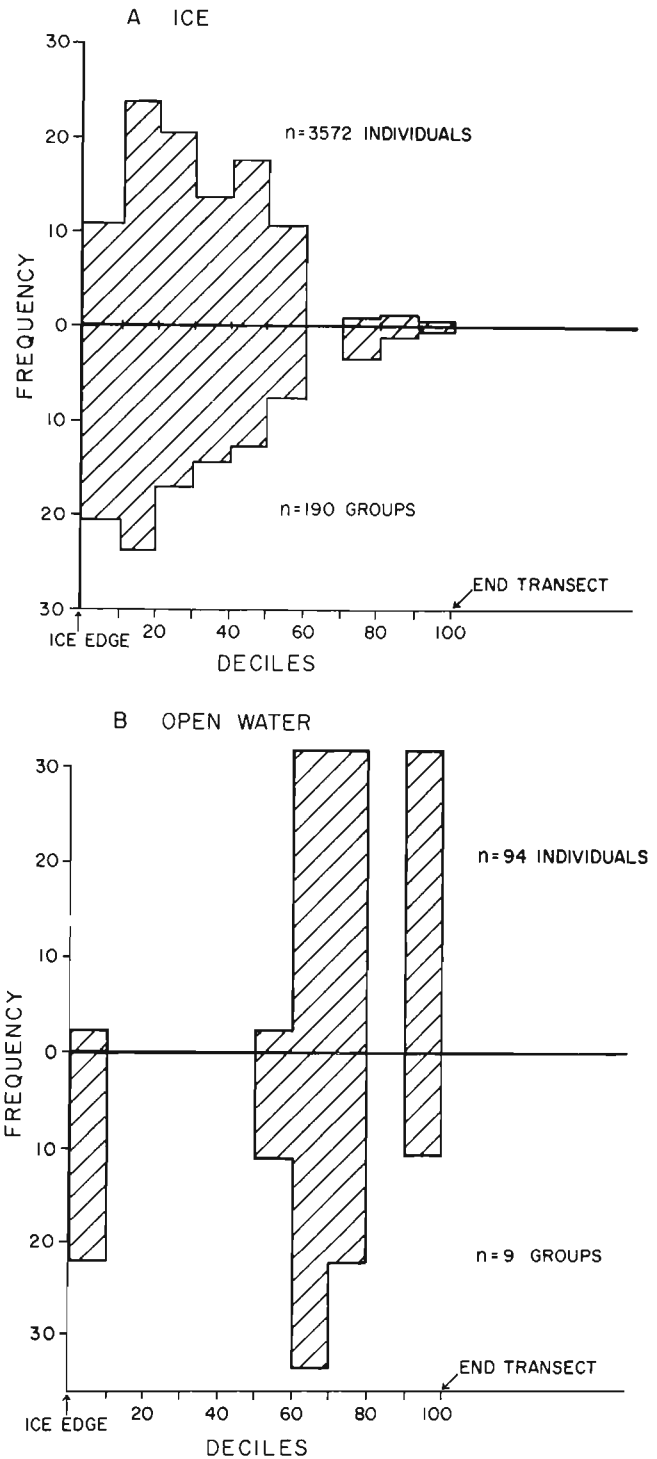 A ICE
30
20
10
0
10
20
30
FREQUENCY
n=3572 INDIVIDUALS
n=190 GROUPS
END TRANSECT
ICE EDGE 20 40 60 80 100
DECILES
B OPEN WATER
30
20
10
0
10
20
30
FREQUENCY
n=94 INDIVIDUALS
n=9 GROUPS
END TRANSECT
ICE EDGE 20 40 60 80 100
DECILES